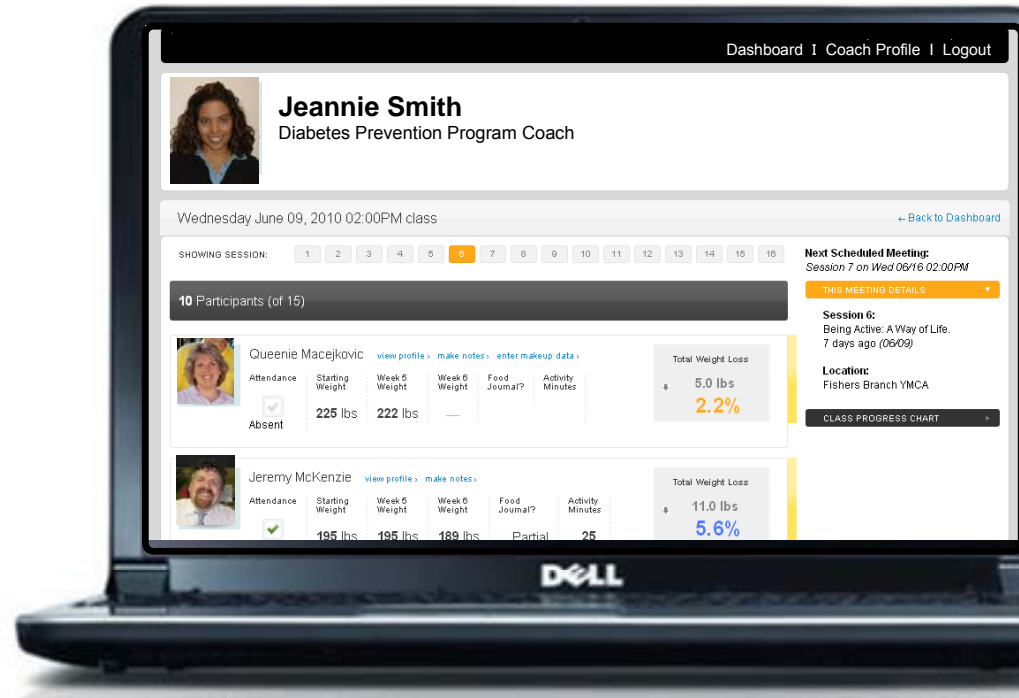 Dashboard I Coach Profile I Logout
Jeannie Smith
Diabetes Prevention Program Coach
Wednesday June 09, 2010 02:00PM class
← Back to Dashboard
SHOWING SESSION: 1 2 3 4 5 6 7 8 9 10 11 12 13 14 15 16
10 Participants (of 15)
Queenie Macejkovic view profile › make notes › enter makeup data ›
Attendance Starting Weight Week 5 Weight Week 6 Weight Food Journal? Activity Minutes
225 lbs 222 lbs —
Absent
Total Weight Loss
5.0 lbs
2.2%
Jeremy McKenzie view profile › make notes ›
Attendance Starting Weight Week 5 Weight Week 6 Weight Food Journal? Activity Minutes
195 lbs 195 lbs 189 lbs Partial 25
Total Weight Loss
11.0 lbs
5.6%
Next Scheduled Meeting:
Session 7 on Wed 06/16 02:00PM
THIS MEETING DETAILS
Session 6:
Being Active: A Way of Life.
7 days ago (06/09)
Location:
Fishers Branch YMCA
CLASS PROGRESS CHART
DELL